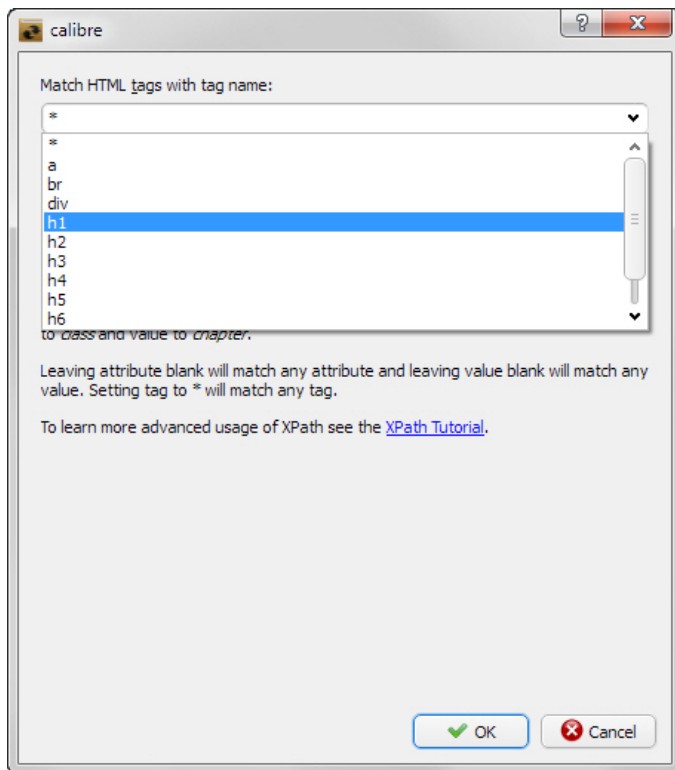 calibre
Match HTML tags with tag name:
*
*
a
br
div
h1
h2
h3
h4
h5
h6
to class and value to chapter.
Leaving attribute blank will match any attribute and leaving value blank will match any
value. Setting tag to * will match any tag.
To learn more advanced usage of XPath see the XPath Tutorial.
OK
Cancel